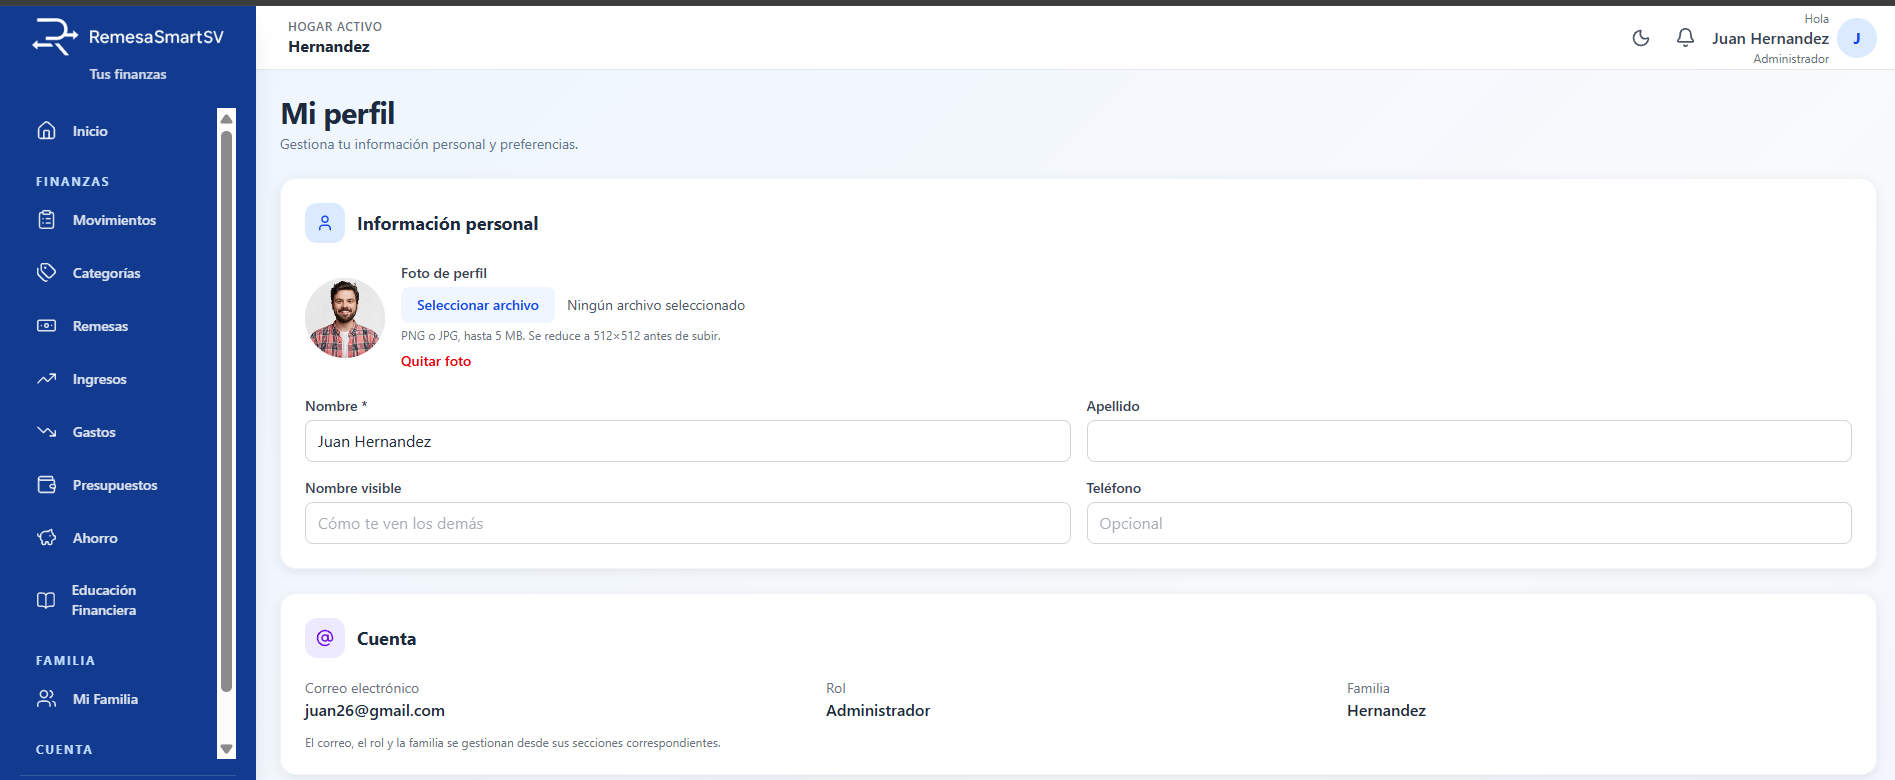 RemesaSmartSV
Tus finanzas
Inicio
FINANZAS
Movimientos
Categorías
Remesas
Ingresos
Gastos
Presupuestos
Ahorro
Educación
Financiera
FAMILIA
Mi Familia
CUENTA
HOGAR ACTIVO
Hernandez
Hola
Juan Hernandez
Administrador
J
Mi perfil
Gestiona tu información personal y preferencias.
Información personal
Foto de perfil
Seleccionar archivo Ningún archivo seleccionado
PNG o JPG, hasta 5 MB. Se reduce a 512×512 antes de subir.
Quitar foto
Nombre *
Juan Hernandez
Apellido
Nombre visible
Cómo te ven los demás
Teléfono
Opcional
Cuenta
Correo electrónico
juan26@gmail.com
Rol
Administrador
Familia
Hernandez
El correo, el rol y la familia se gestionan desde sus secciones correspondientes.